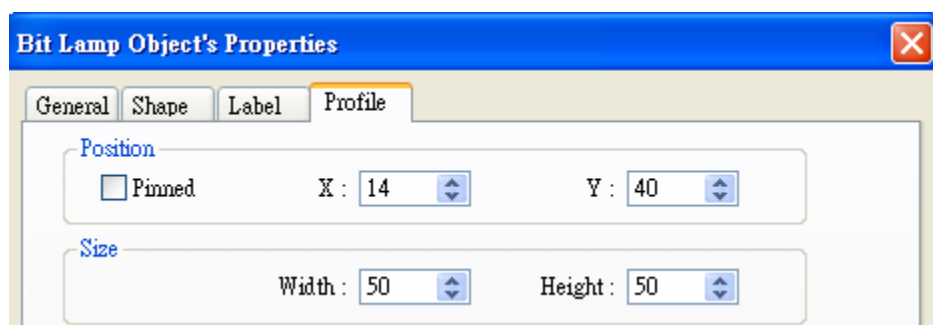 Bit Lamp Object's Properties
General Shape Label Profile
Position
Pinned X : 14 Y : 40
Size
Width : 50 Height : 50